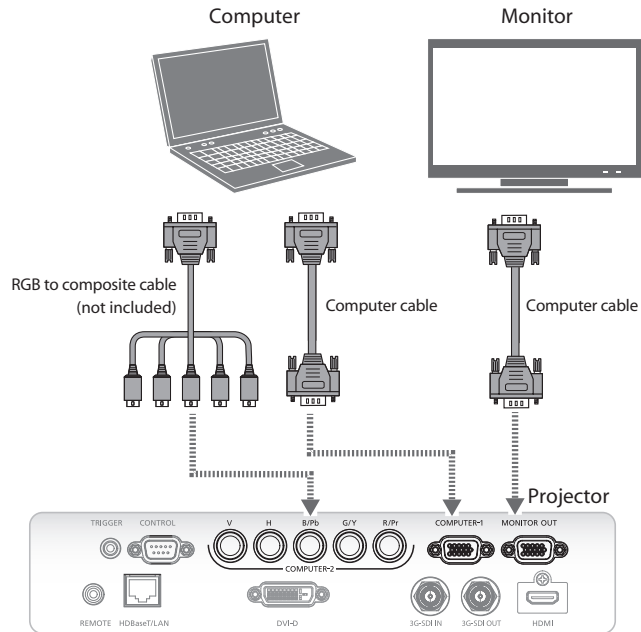 Computer
Monitor
RGB to composite cable
(not included)
Computer cable
Computer cable
Projector
TRIGGER
CONTROL
V
H
B/Pb
G/Y
R/Pr
COMPUTER-1
MONITOR OUT
COMPUTER-2
REMOTE
HDBaseT/LAN
DVI-D
3G-SDI IN
3G-SDI OUT
HDMI